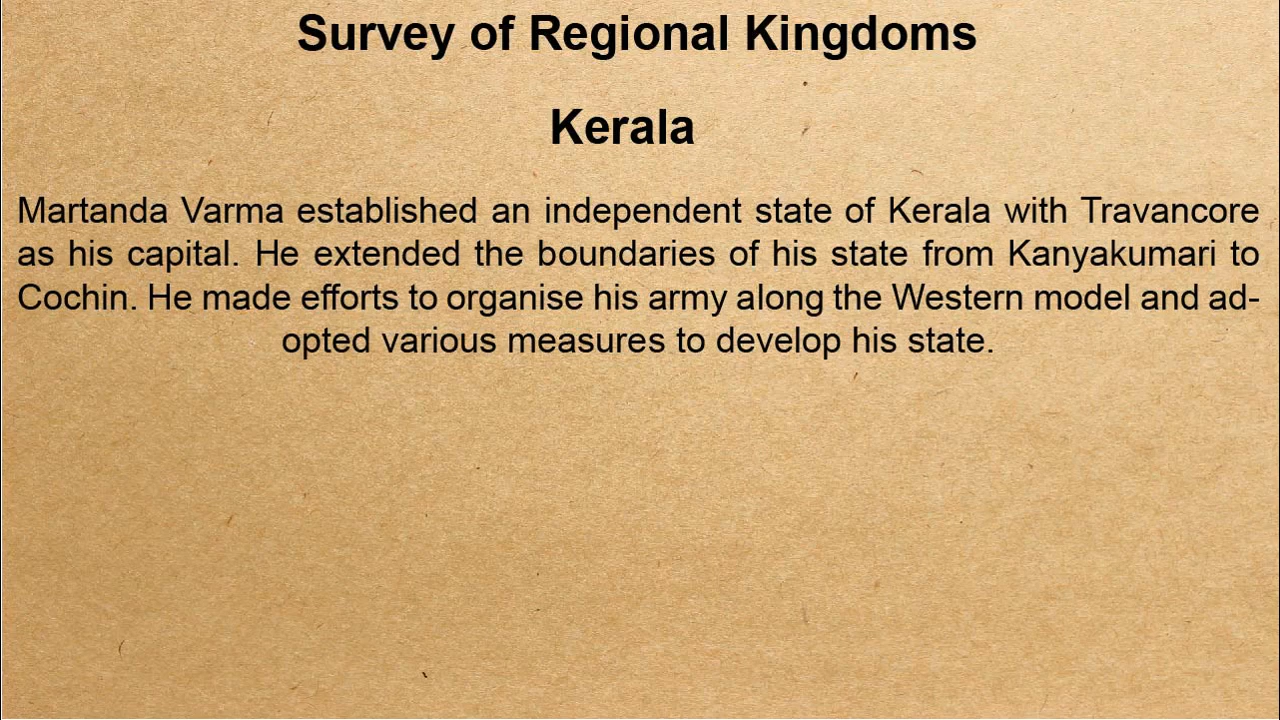 Survey of Regional Kingdoms
Kerala
Martanda Varma established an independent state of Kerala with Travancore
as his capital. He extended the boundaries of his state from Kanyakumari to
Cochin. He made efforts to organise his army along the Western model and ad-
opted various measures to develop his state.